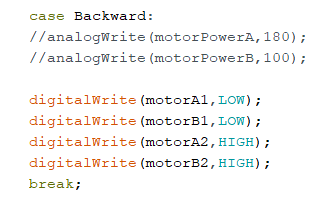 case Backward:
//analogWrite(motorPowerA,180);
//analogWrite(motorPowerB,100);
digitalWrite(motorA1,LOW);
digitalWrite(motorB1,LOW);
digitalWrite(motorA2,HIGH);
digitalWrite(motorB2,HIGH);
break;